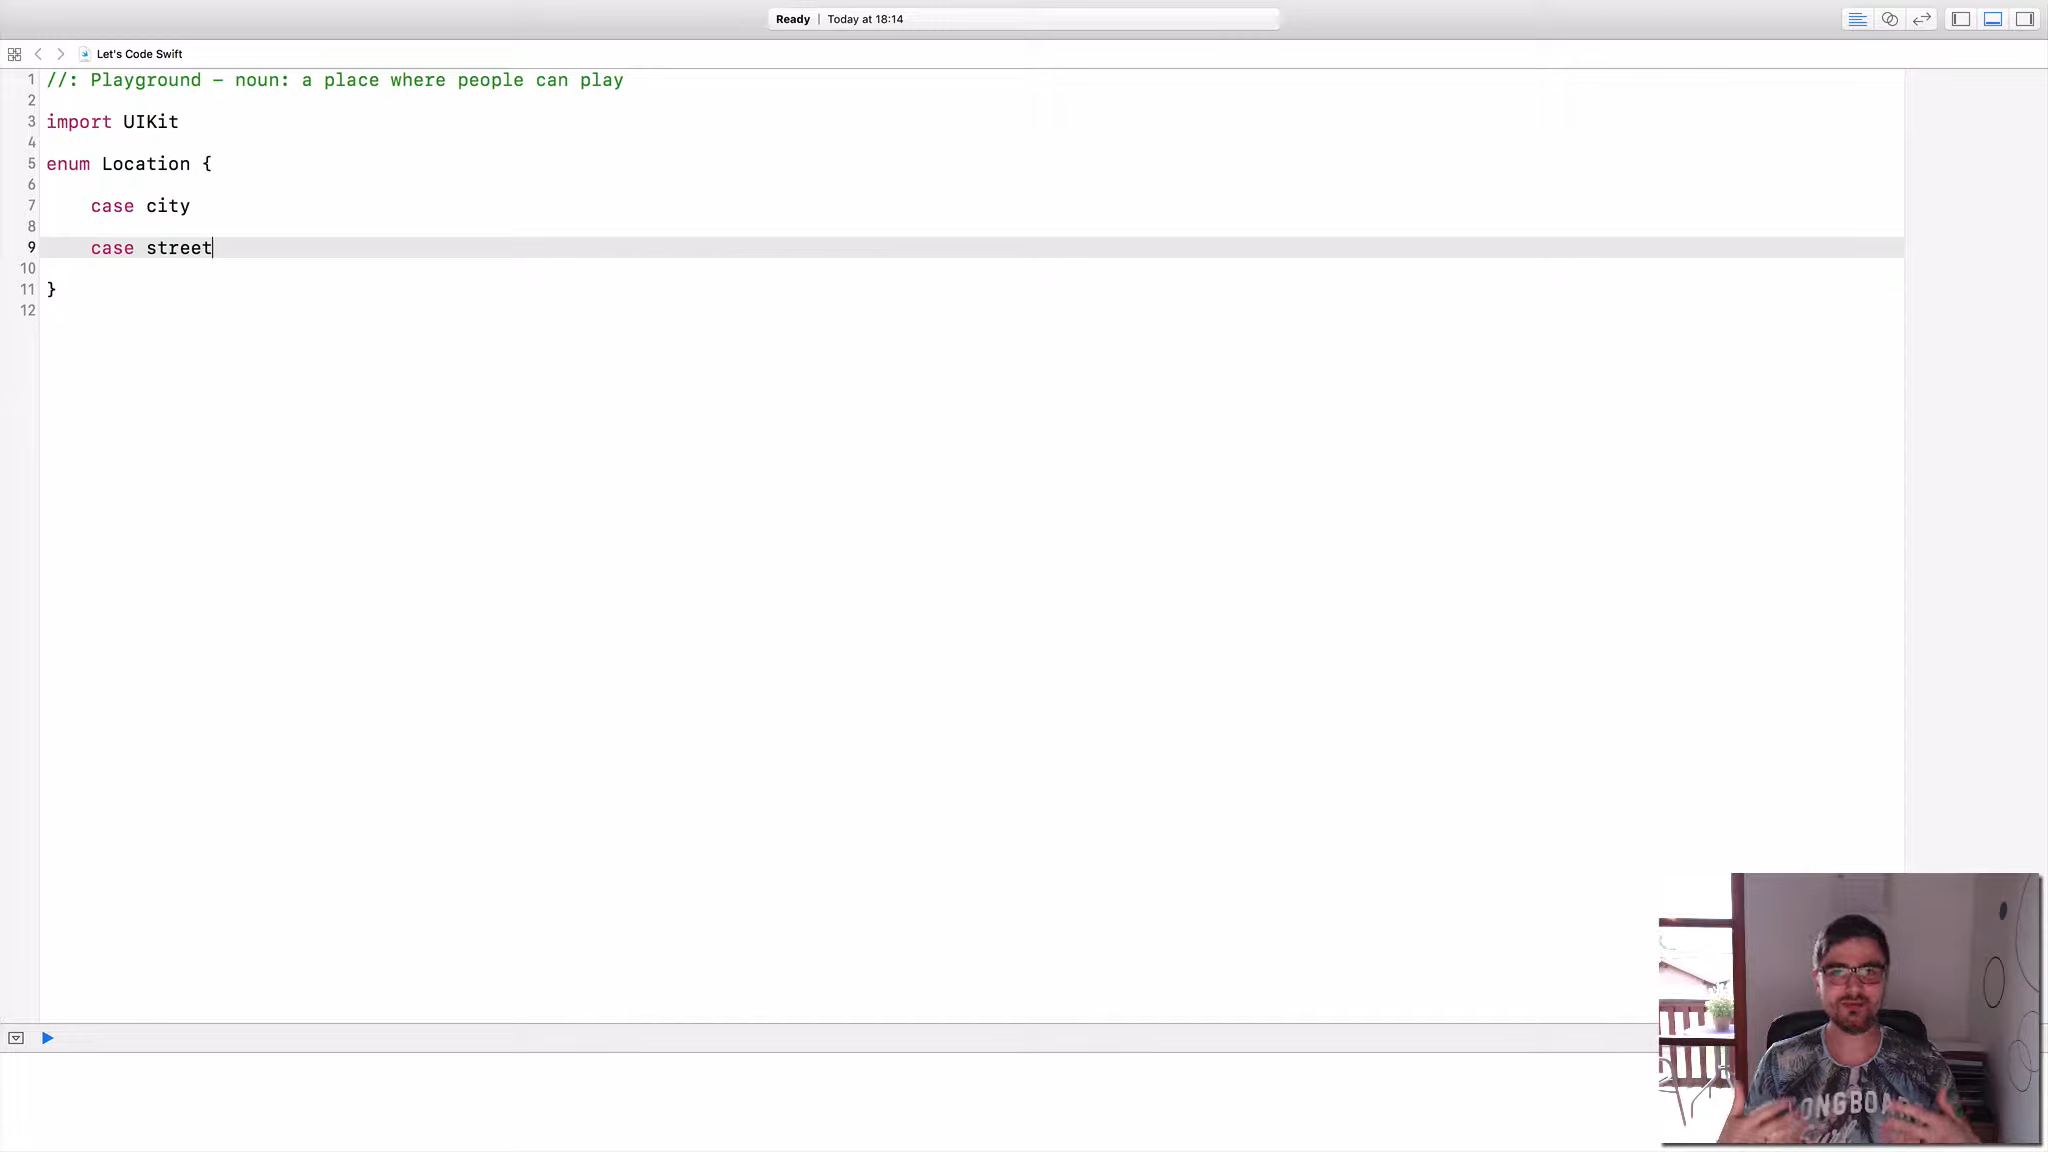 Ready | Today at 18:14
Let's Code Swift
1 //: Playground – noun: a place where people can play
2
3 import UIKit
4
5 enum Location {
6
7 case city
8
9 case street
10
11 }
12
ONGBOA